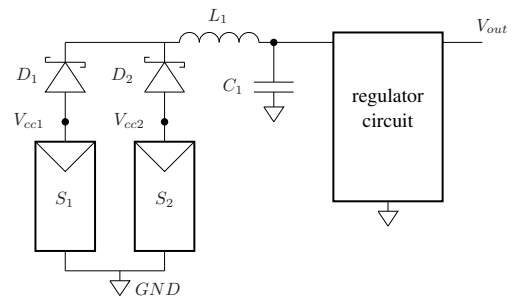 L1
Vout
D1
D2
C1
regulator
circuit
Vcc1
Vcc2
S1
S2
GND